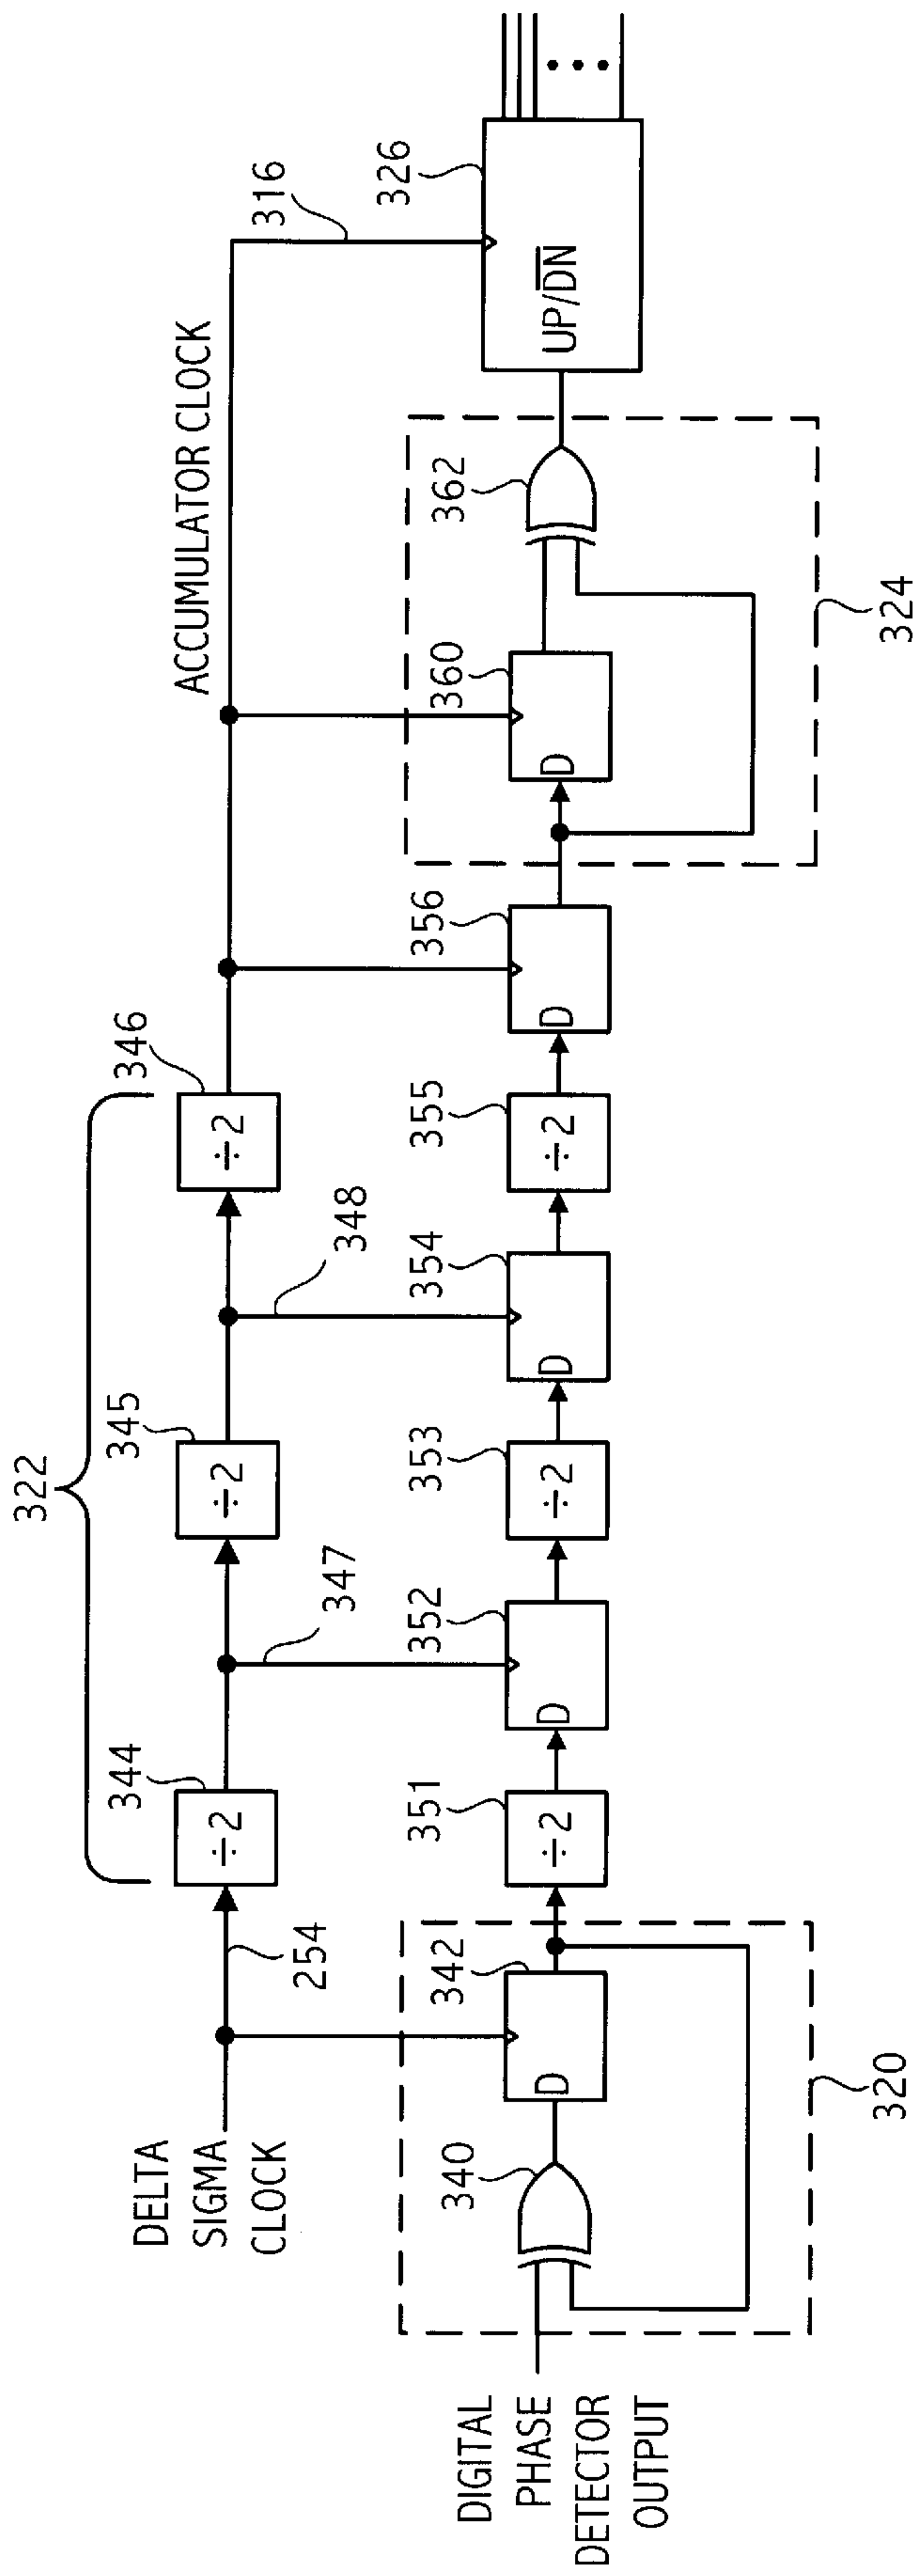 322
344
÷2
345
÷2
346
÷2
ACCUMULATOR CLOCK
316
DELTA
SIGMA
CLOCK
254
347
348
326
UP/D̅N̅
340
342
D
351
÷2
352
D
353
÷2
354
D
355
÷2
356
D
360
D
362
DIGITAL
PHASE
DETECTOR
OUTPUT
320
324